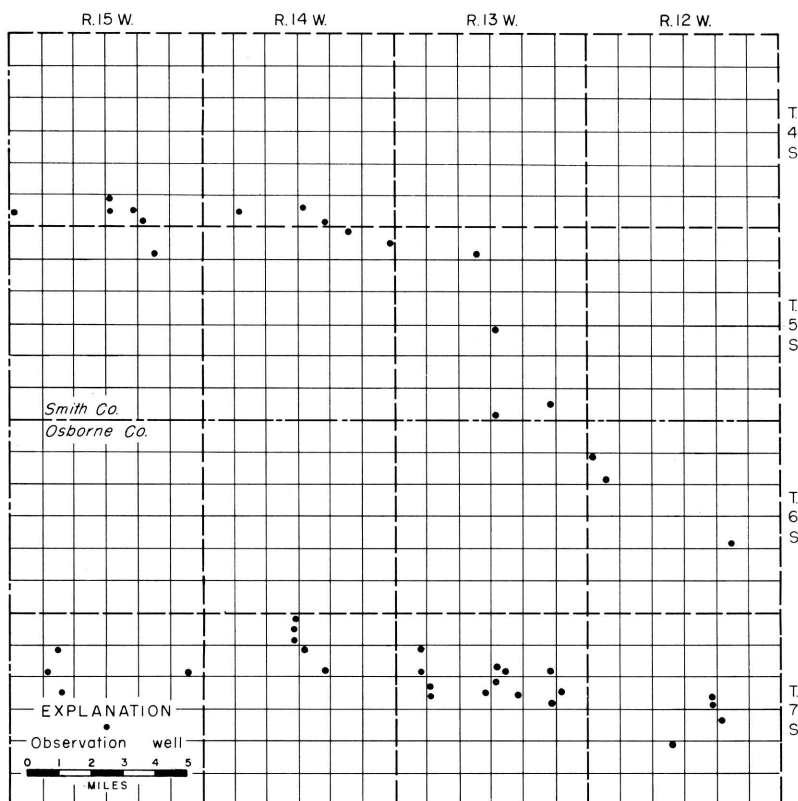 R.15 W. R.14 W. R.13 W. R.12 W.
T.
4
S
T.
5
S
Smith Co.
Osborne Co.
T.
6
S
T.
7
S
EXPLANATION
Observation well
0 1 2 3 4 5
MILES